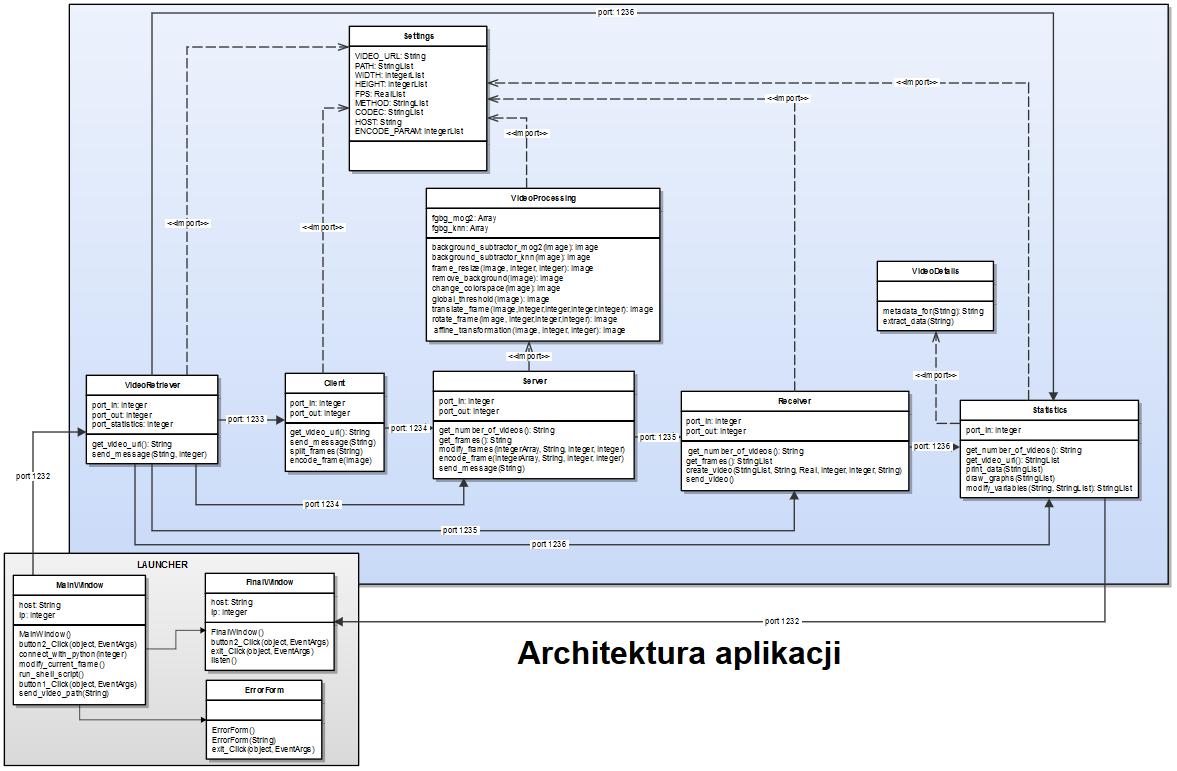 port: 1236
Settings
VIDEO_URL: String
PATH: StringList
WIDTH: IntegerList
HEIGHT: IntegerList
FPS: RealList
METHOD: StringList
CODEC: StringList
HOST: String
ENCODE_PARAM: IntegerList
<<import>>
<<import>>
<<import>>
<<import>>
<<import>>
VideoProcessing
fgbg_mog2: Array
fgbg_knn: Array
background_subtractor_mog2(Image): Image
background_subtractor_knn(Image): Image
frame_resize(Image, Integer, Integer): Image
remove_background(Image): Image
change_colorspace(Image): Image
global_threshold(Image): Image
translate_frame(Image,Integer,Integer,Integer,Integer): Image
rotate_frame(Image, Integer,Integer,Integer): Image
affine_transformation(Image, Integer, Integer): Image
VideoDetails
metadata_for(String): String
extract_data(String)
<<import>>
<<import>>
VideoRetriever
port_in: Integer
port_out: Integer
port_statistics: Integer
get_video_url(): String
send_message(String, Integer)
port: 1233
Client
port_in: Integer
port_out: Integer
get_video_url(): String
send_message(String)
split_frames(String)
encode_frame(Image)
port: 1234
Server
port_in: Integer
port_out: Integer
get_number_of_videos(): String
get_frames(): String
modify_frames(IntegerArray, String, Integer, Integer)
encode_frame(IntegerArray, String, Integer, Integer)
send_message(String)
port: 1235
Receiver
port_in: Integer
port_out: Integer
get_number_of_videos(): String
get_frames(): StringList
create_video(StringList, String, Real, Integer, Integer, String)
send_video()
port: 1236
Statistics
port_in: Integer
get_number_of_videos(): String
get_video_url(): StringList
print_data(StringList)
draw_graphs(StringList)
modify_variables(String, StringList): StringList
port 1232
port 1234
port 1235
port 1236
LAUNCHER
MainWindow
host: String
ip: Integer
MainWindow()
button2_Click(object, EventArgs)
connect_with_python(Integer)
modify_current_frame()
run_shell_script()
button1_Click(object, EventArgs)
send_video_path(String)
FinalWindow
host: String
ip: Integer
FinalWindow()
button2_Click(object, EventArgs)
exit_Click(object, EventArgs)
listen()
ErrorForm
ErrorForm()
ErrorForm(String)
exit_Click(object, EventArgs)
port 1232
Architektura aplikacji